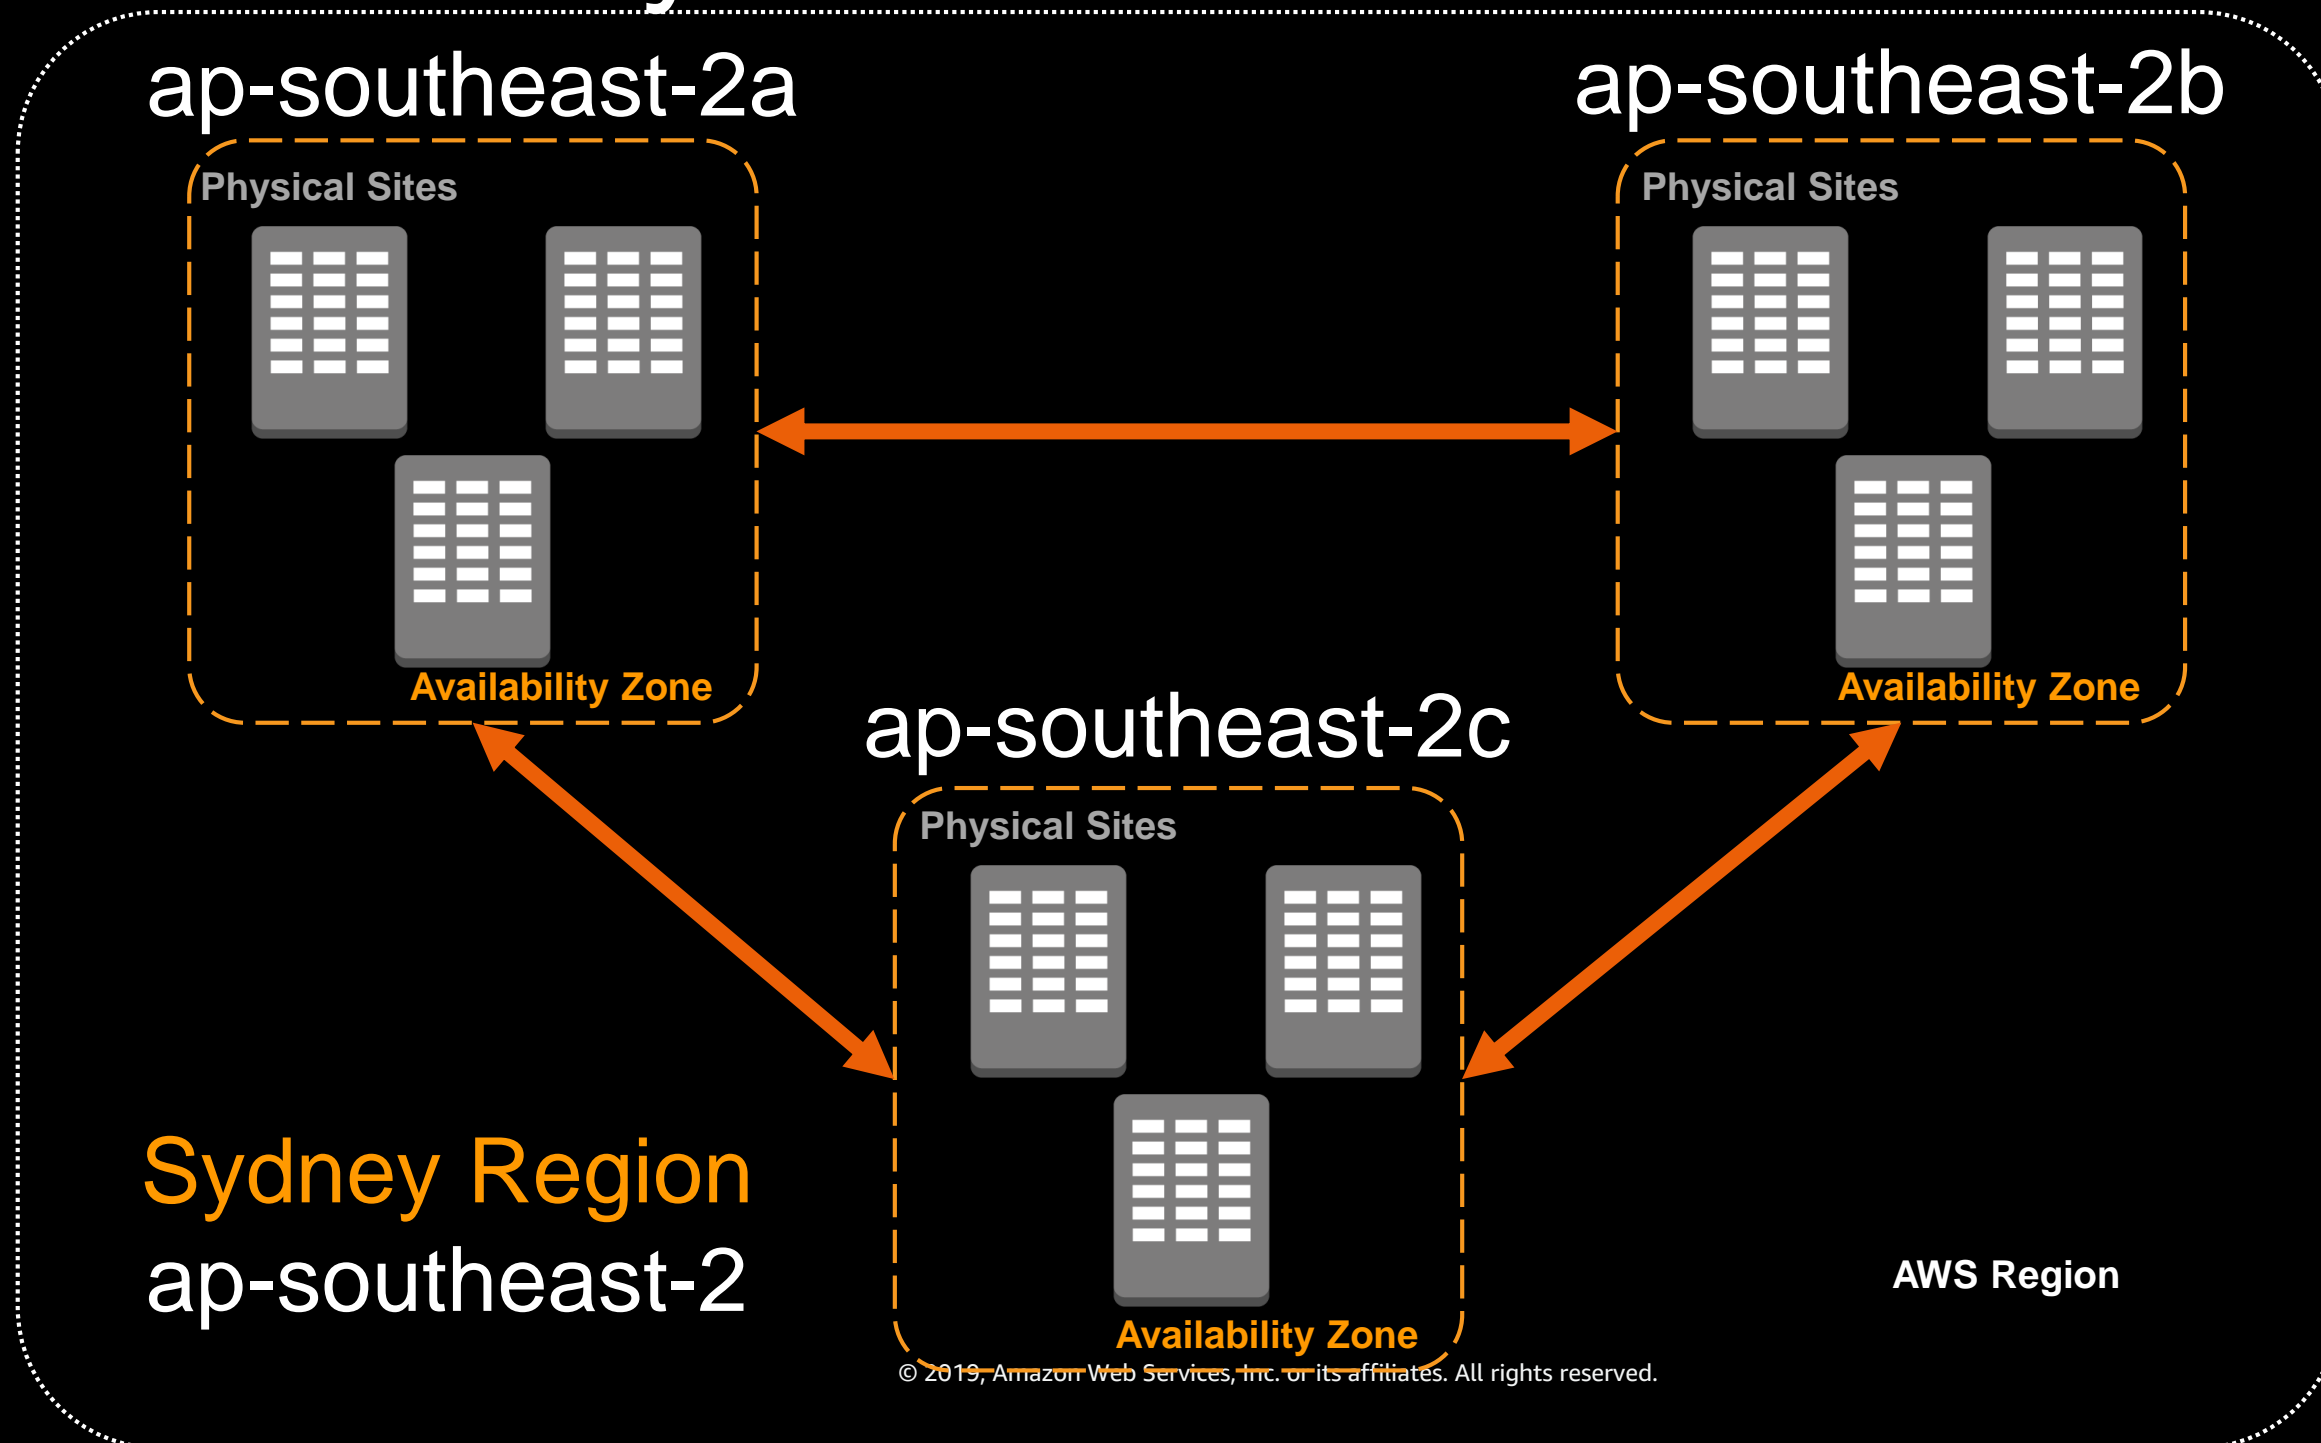 ap-southeast-2a
ap-southeast-2b
Physical Sites
Physical Sites
Availability Zone
Availability Zone
ap-southeast-2c
Physical Sites
Sydney Region
ap-southeast-2
AWS Region
Availability Zone
© 2019, Amazon Web Services, Inc. or its affiliates. All rights reserved.